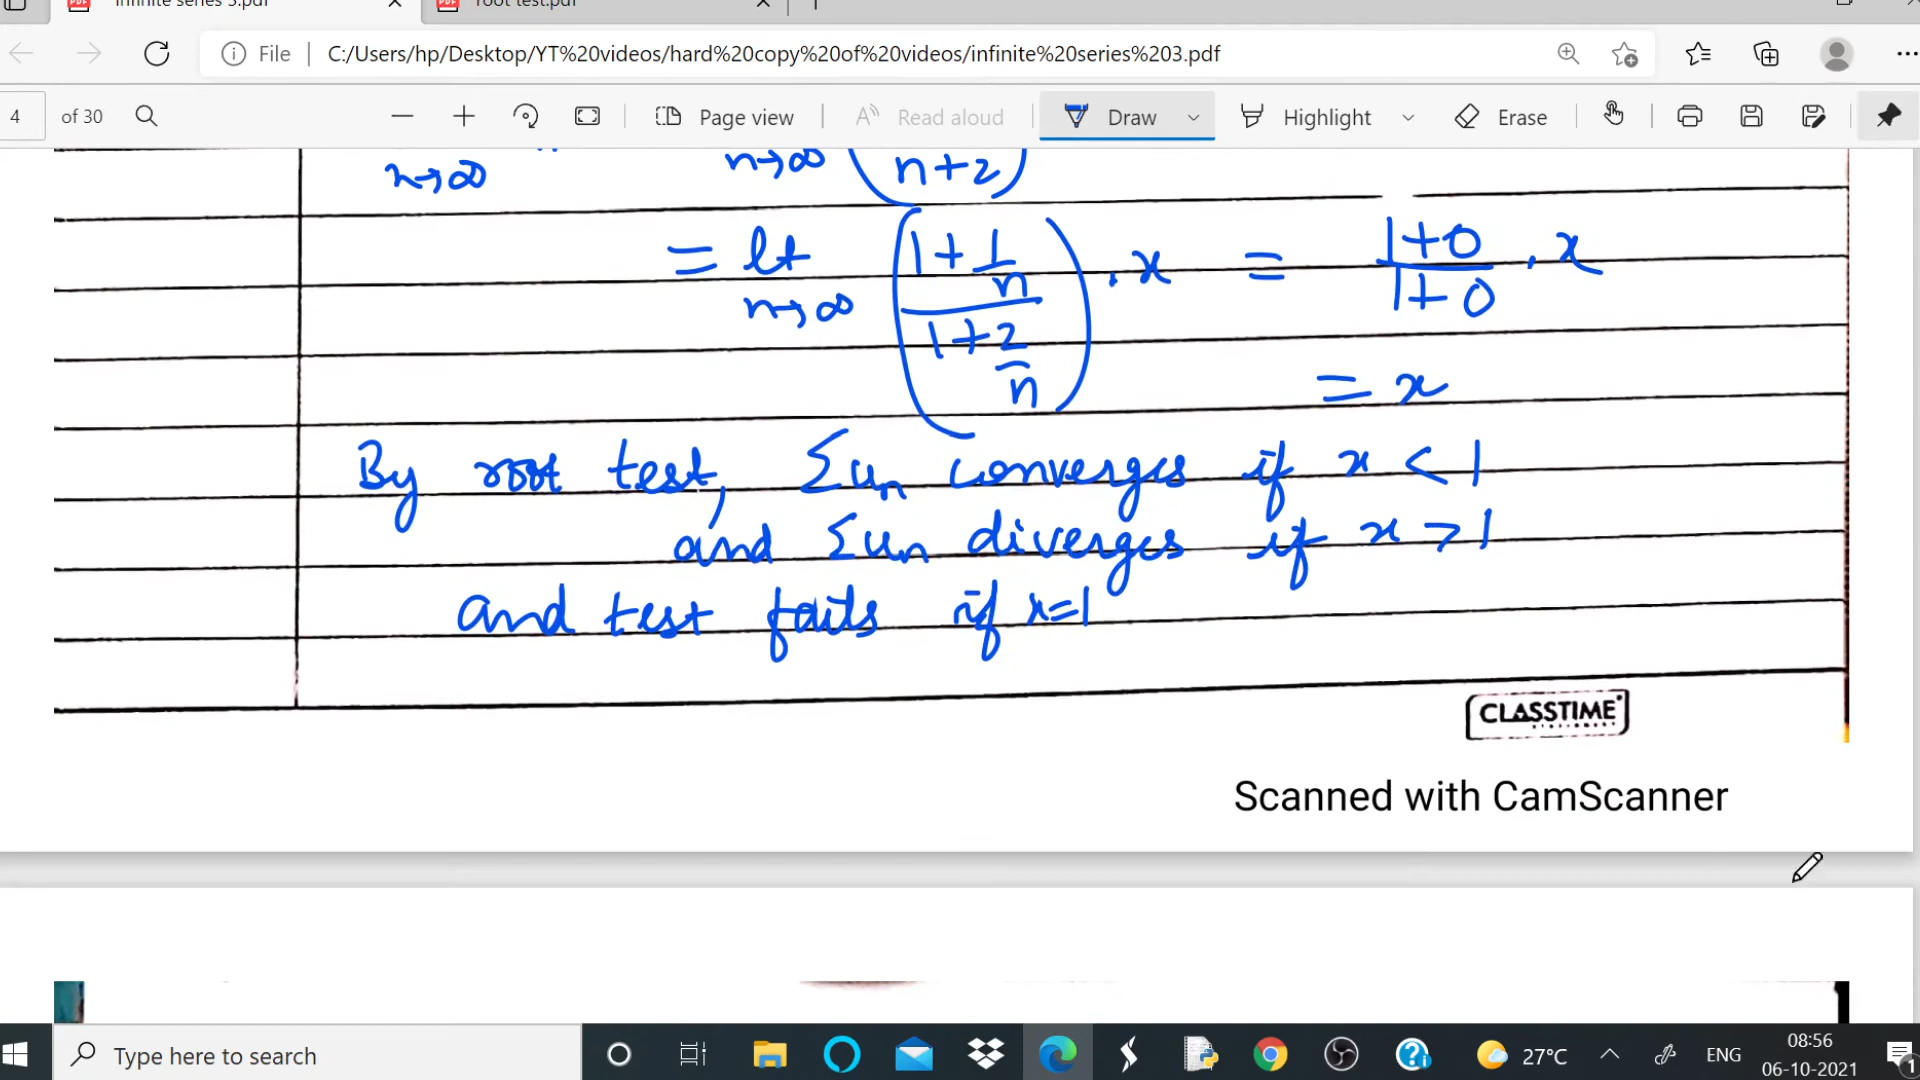 infinite series 3.pdf
root test.pdf
File C:/Users/hp/Desktop/YT%20videos/hard%20copy%20of%20videos/infinite%20series%203.pdf
4 of 30 Page view Read aloud Draw Highlight Erase
n→∞ n→∞ n+2
= lt n→∞ (1+1/n / 1+2/n) . x = 1+0/1+0 . x
= x
By root test, Σun converges if x < 1
and Σun diverges if x > 1
and test fails if x=1
CLASSTIME
Scanned with CamScanner
Type here to search
27°C ENG 08:56
06-10-2021
1